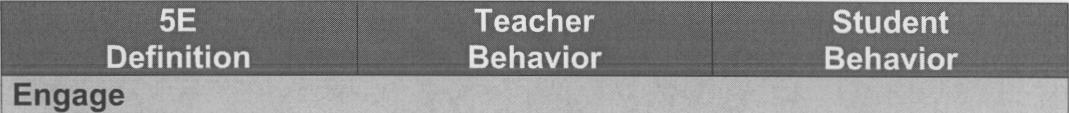 5E Definition
Teacher Behavior
Student Behavior
Engage